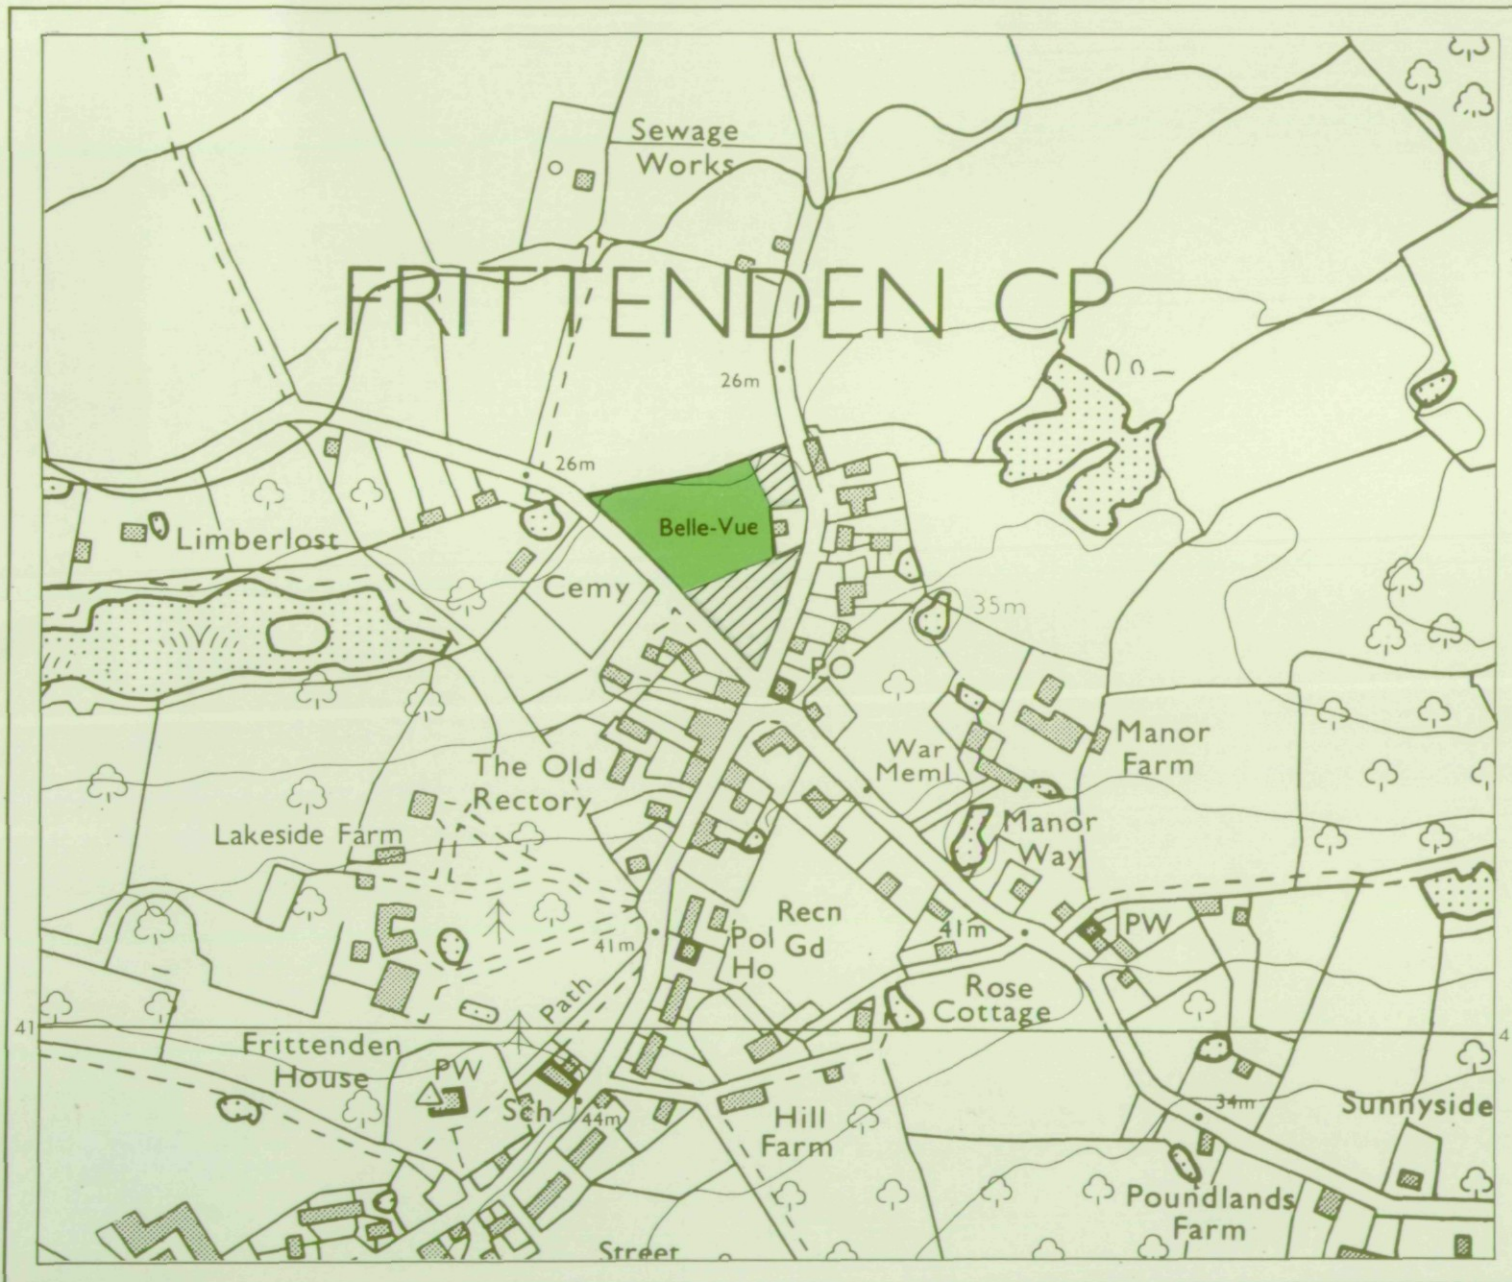 Sewage
Works
FRITTENDEN CP
26m
26m
Belle-Vue
Limberlost
Cemy
35m
PO
The Old
Rectory
War
Meml
Manor
Farm
Lakeside Farm
Manor
Way
Recn
Gd
Pol
Ho
41m
41m
PW
Path
Rose
Cottage
41
4
Frittenden
House
PW
Sch
44m
Hill
Farm
34m
Sunnyside
Poundlands
Farm
Street